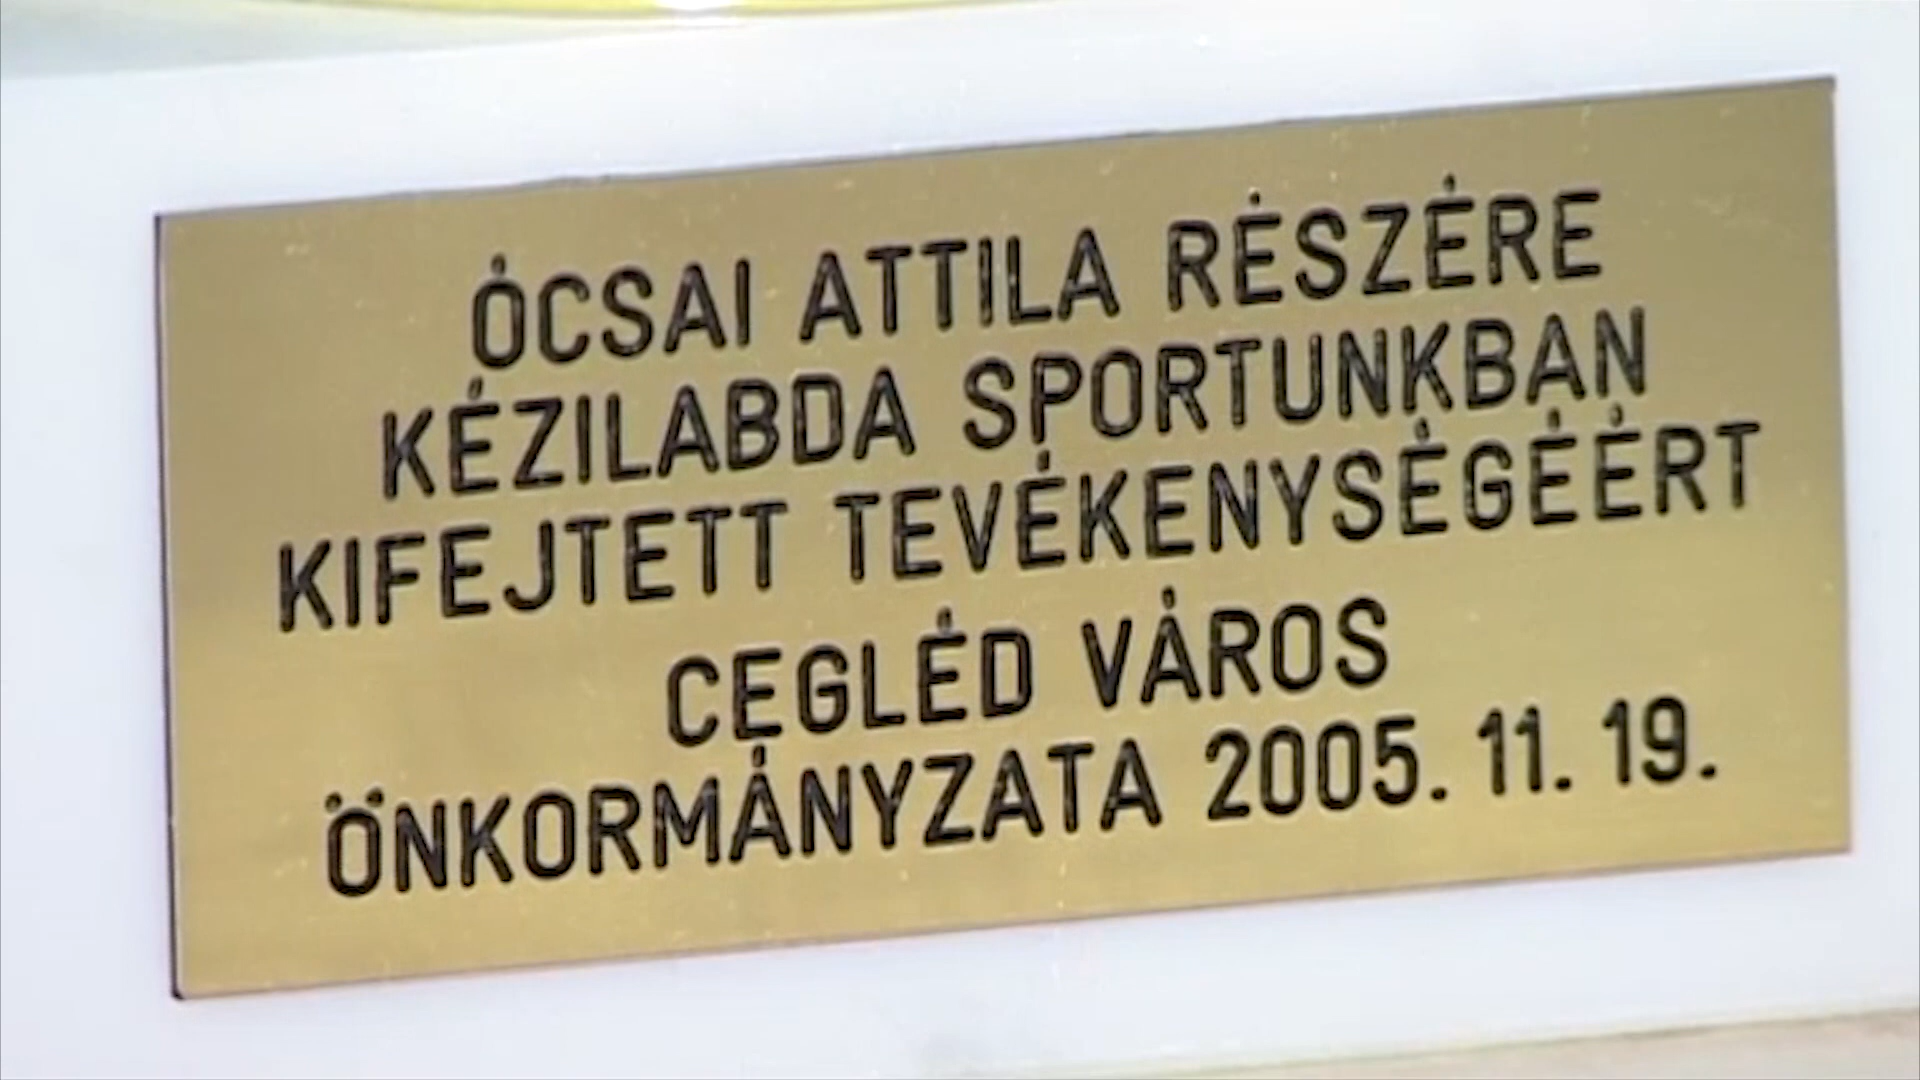 ÓCSAI ATTILA RÉSZÉRE
KÉZILABDA SPORTUNKBAN
KIFEJTETT TEVÉKENYSÉGÉÉRT
CEGLÉD VÁROS
ÖNKORMÁNYZATA 2005. 11. 19.